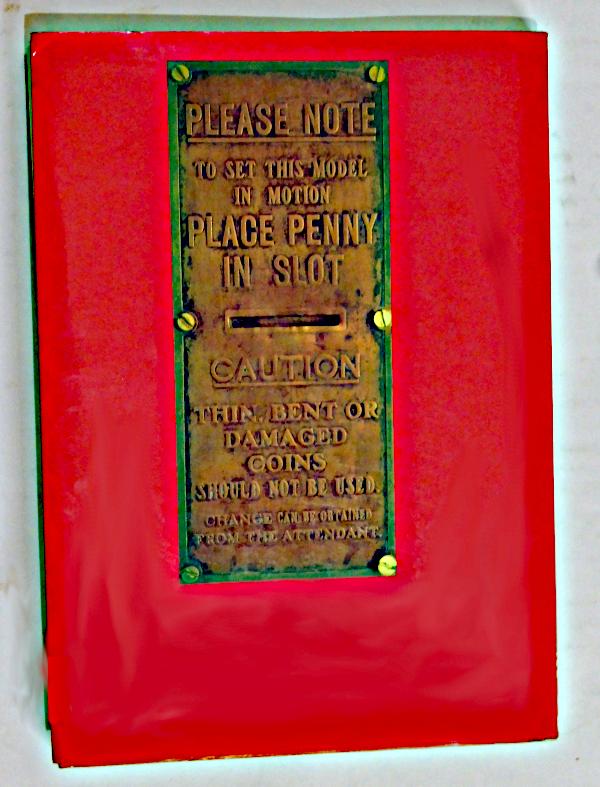 PLEASE NOTE
TO SET THIS MODEL
IN MOTION
PLACE PENNY
IN SLOT
CAUTION
THIN, BENT OR
DAMAGED
COINS
SHOULD NOT BE USED.
CHANGE CAN BE OBTAINED
FROM THE ATTENDANT.